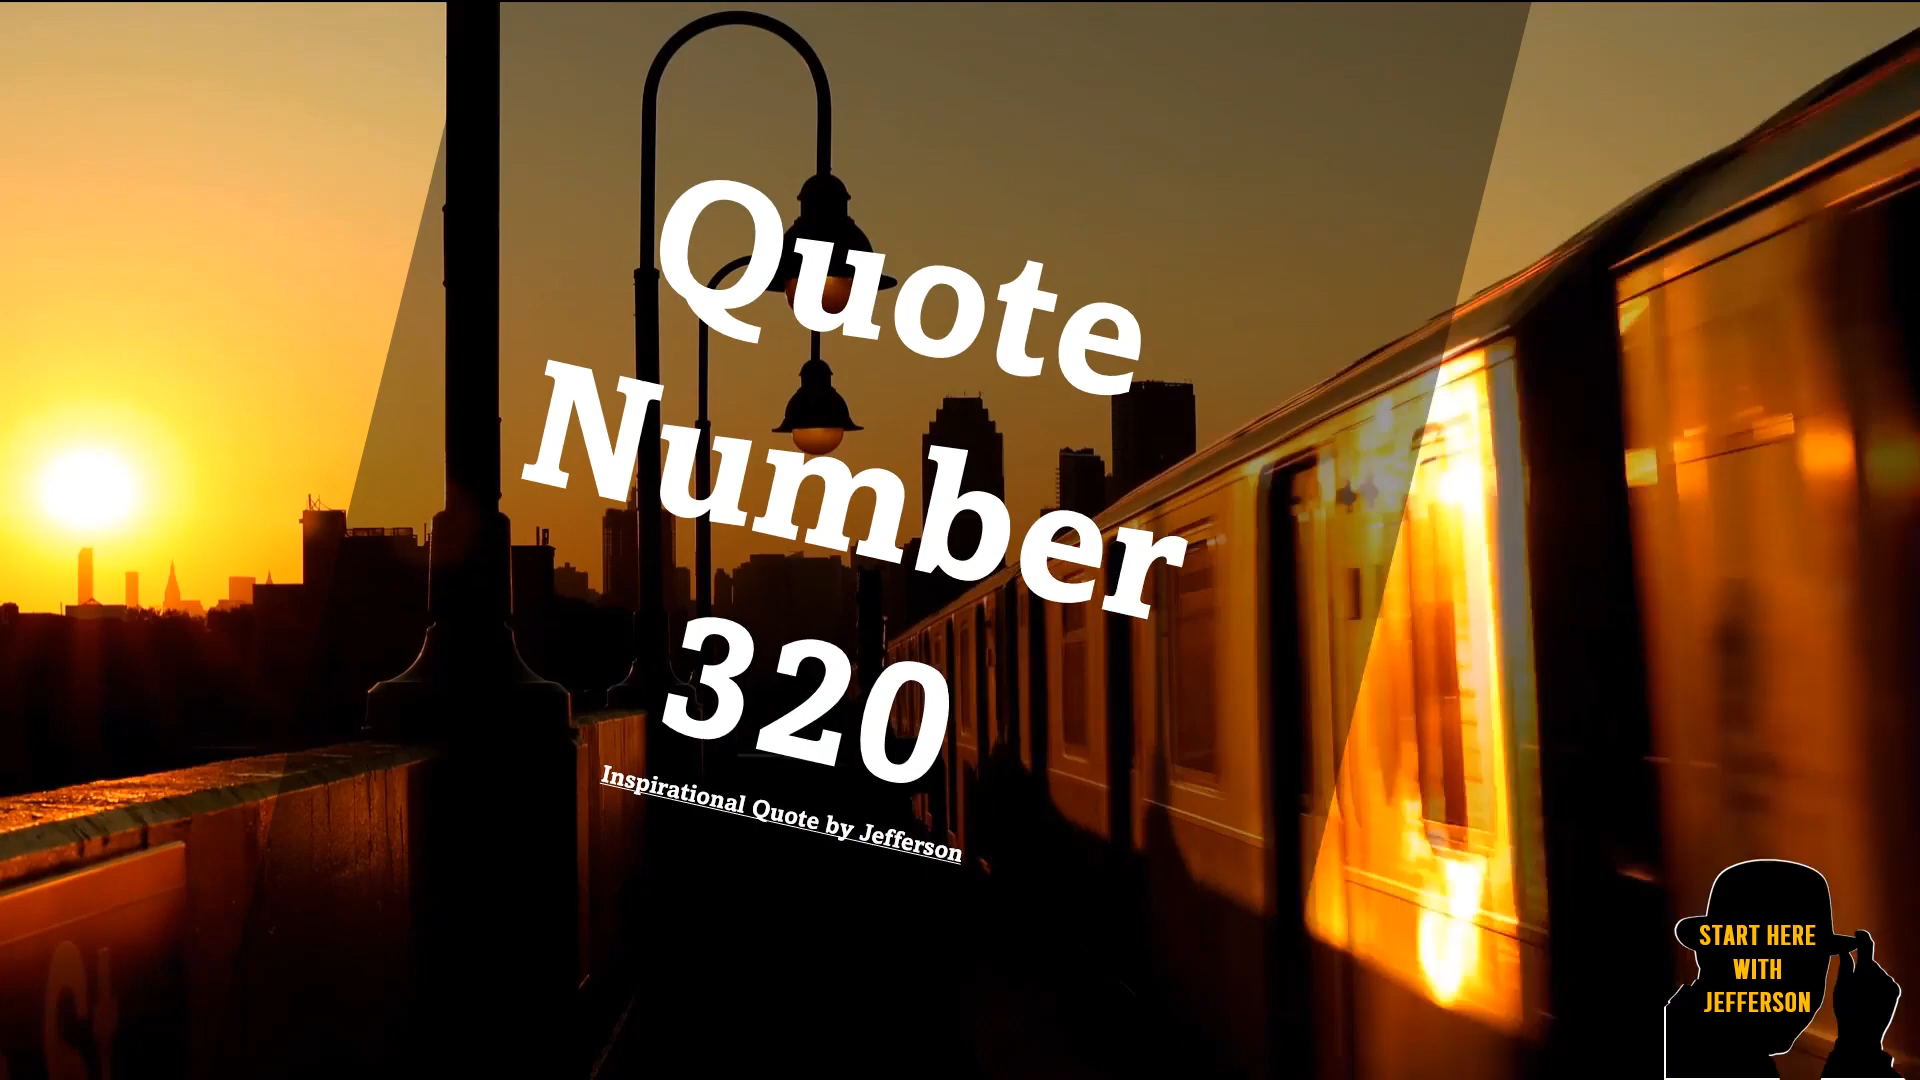 Quote
Number
320
Inspirational Quote by Jefferson
START HERE
WITH
JEFFERSON